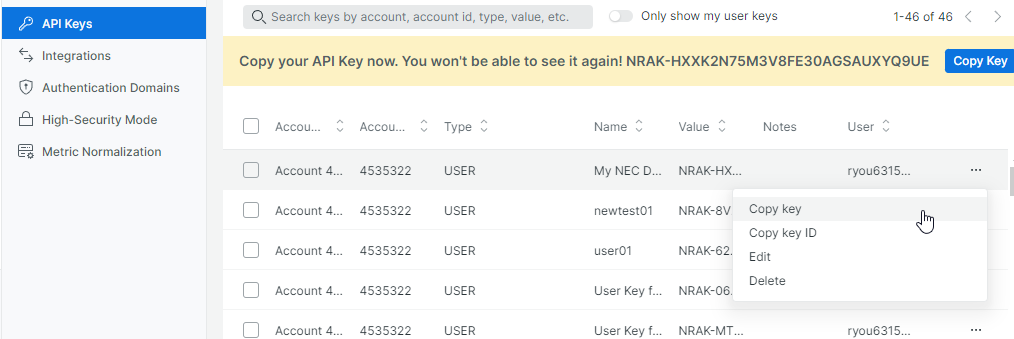 API Keys
Integrations
Authentication Domains
High-Security Mode
Metric Normalization
Search keys by account, account id, type, value, etc.
Only show my user keys
1-46 of 46
Copy your API Key now. You won't be able to see it again! NRAK-HXXK2N75M3V8FE30AGSAUXYQ9UE
Copy Key
Accou... Accou... Type Name Value Notes User
Account 4... 4535322 USER My NEC D... NRAK-HX... ryou6315... ...
Account 4... 4535322 USER newtest01 NRAK-8V
Account 4... 4535322 USER user01 NRAK-62.
Account 4... 4535322 USER User Key f... NRAK-06.
Account 4... 4535322 USER User Key f... NRAK-MT... ryou6315... ...
Copy key
Copy key ID
Edit
Delete